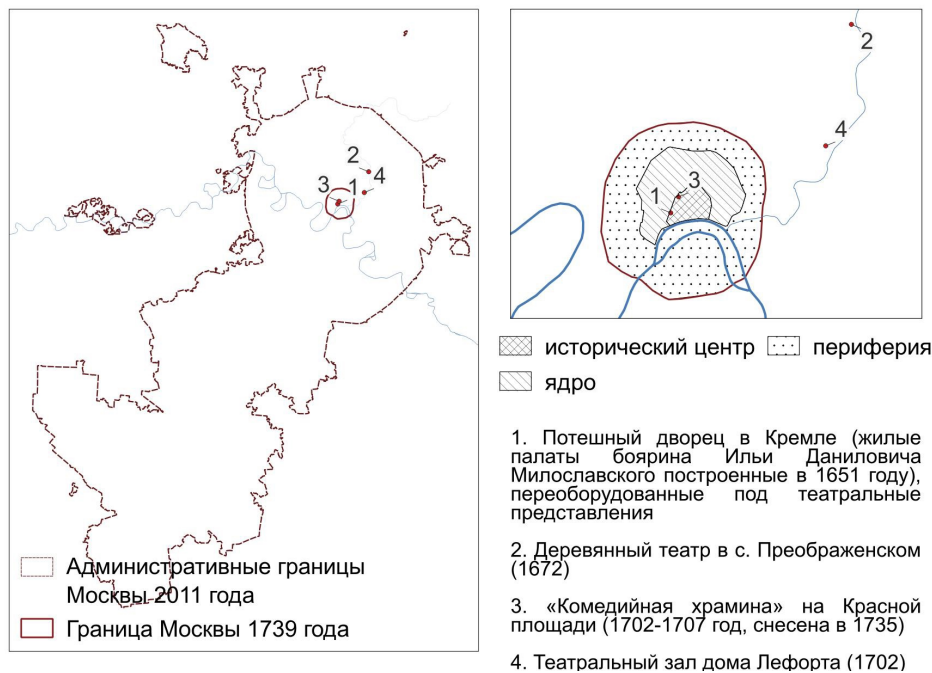 2
4
3
1
Административные границы
Москвы 2011 года
Граница Москвы 1739 года
2
4
3
1
исторический центр
периферия
ядро
1. Потешный дворец в Кремле (жилые
палаты боярина Ильи Даниловича
Милославского построенные в 1651 году),
переоборудованные под театральные
представления
2. Деревянный театр в с. Преображенском
(1672)
3. «Комедийная храмина» на Красной
площади (1702-1707 год, снесена в 1735)
4. Театральный зал дома Лефорта (1702)